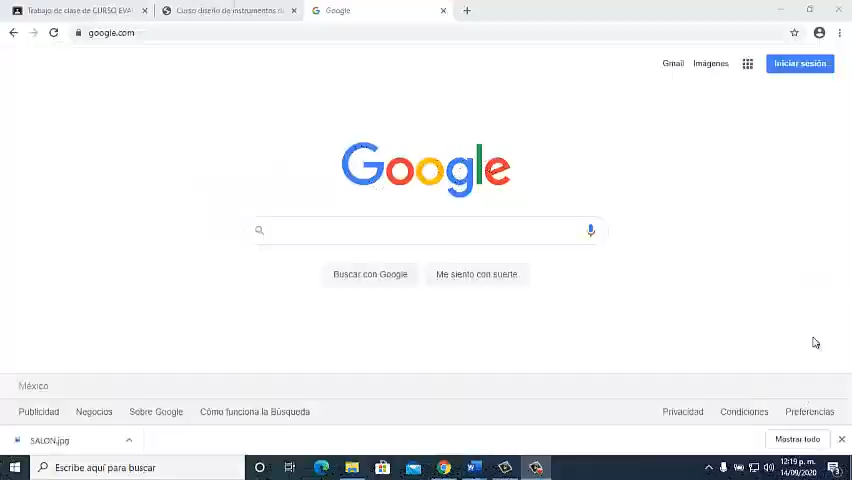 Trabajo de clase de CURSO EVA
Curso diseño de instrumentos d
Google
google.com
Gmail
Imágenes
Iniciar sesión
Google
Buscar con Google
Me siento con suerte
México
Publicidad
Negocios
Sobre Google
Cómo funciona la Búsqueda
Privacidad
Condiciones
Preferencias
SALON.jpg
Mostrar todo
Escribe aquí para buscar
12:19 p. m.
14/09/2020
3